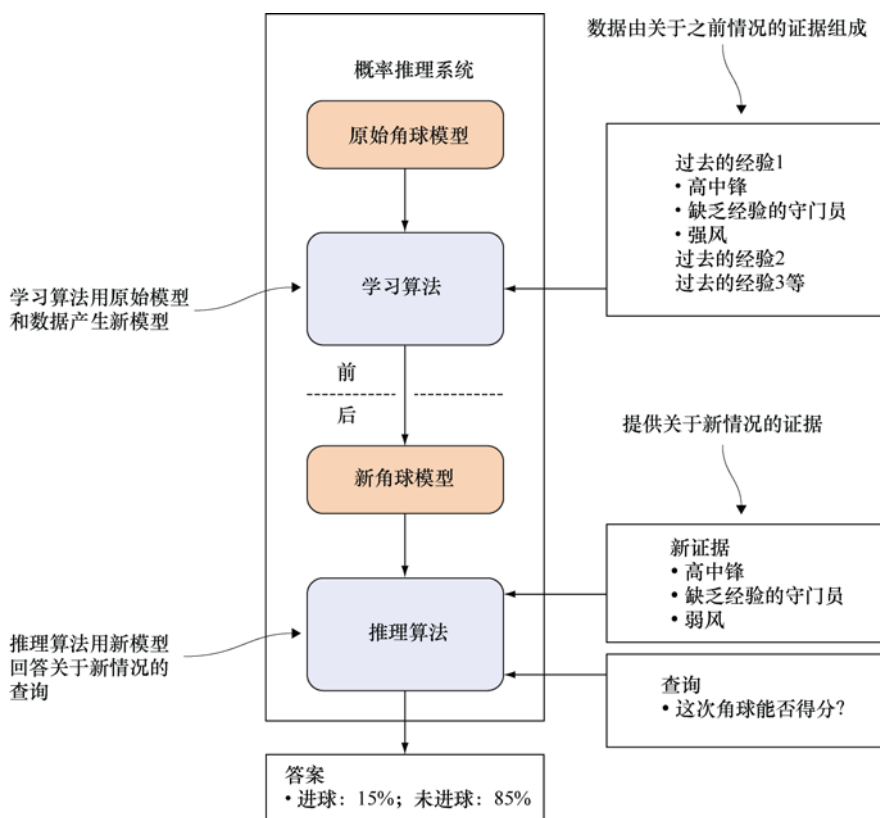 数据由关于之前情况的证据组成
概率推理系统
原始角球模型
过去的经验1
• 高中锋
• 缺乏经验的守门员
• 强风
过去的经验2
过去的经验3等
学习算法
学习算法用原始模型
和数据产生新模型
前
后
提供关于新情况的证据
新角球模型
新证据
• 高中锋
• 缺乏经验的守门员
• 弱风
推理算法
推理算法用新模型
回答关于新情况的
查询
查询
• 这次角球能否得分?
答案
• 进球：15%；未进球：85%